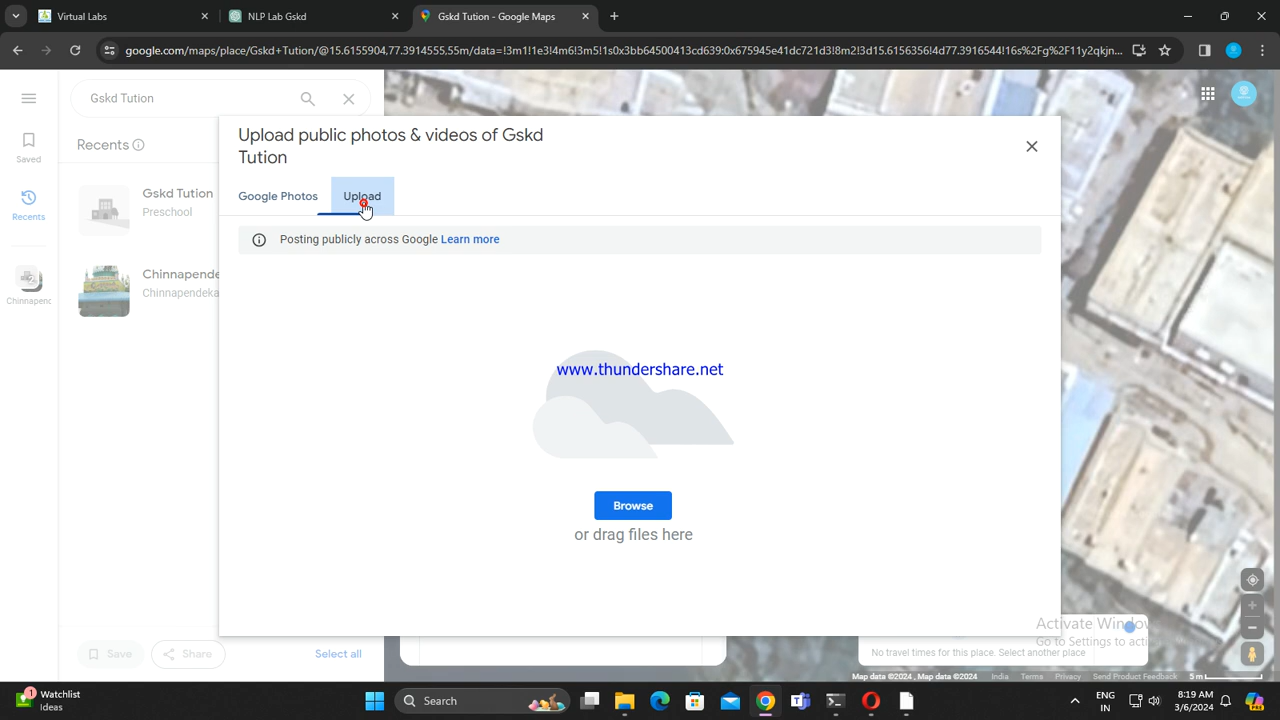 Virtual Labs
NLP Lab Gskd
Gskd Tution - Google Maps
google.com/maps/place/Gskd+Tution/@15.6155904,77.3914555,55m/data=!3m1!1e3!4m6!3m5!1s0x3bb64500413cd639:0x675945e41dc721d3!8m2!3d15.6156356!4d77.3916544!16s%2Fg%2F11y2qkjn...
Gskd Tution
Recents
Saved
Recents
Chinnapend
Gskd Tution
Preschool
Chinnapende
Chinnapendeka
Upload public photos & videos of Gskd
Tution
Google Photos
Upload
Posting publicly across Google Learn more
www.thundershare.net
Browse
or drag files here
Save
Share
Select all
Activate Window
Go to Settings to acti
No travel times for this place. Select another place
Map data ©2024 , Map data ©2024
India
Terms
Privacy
Send Product Feedback
5 m
1
Watchlist
Ideas
Search
ENG
IN
8:19 AM
3/6/2024
PRE